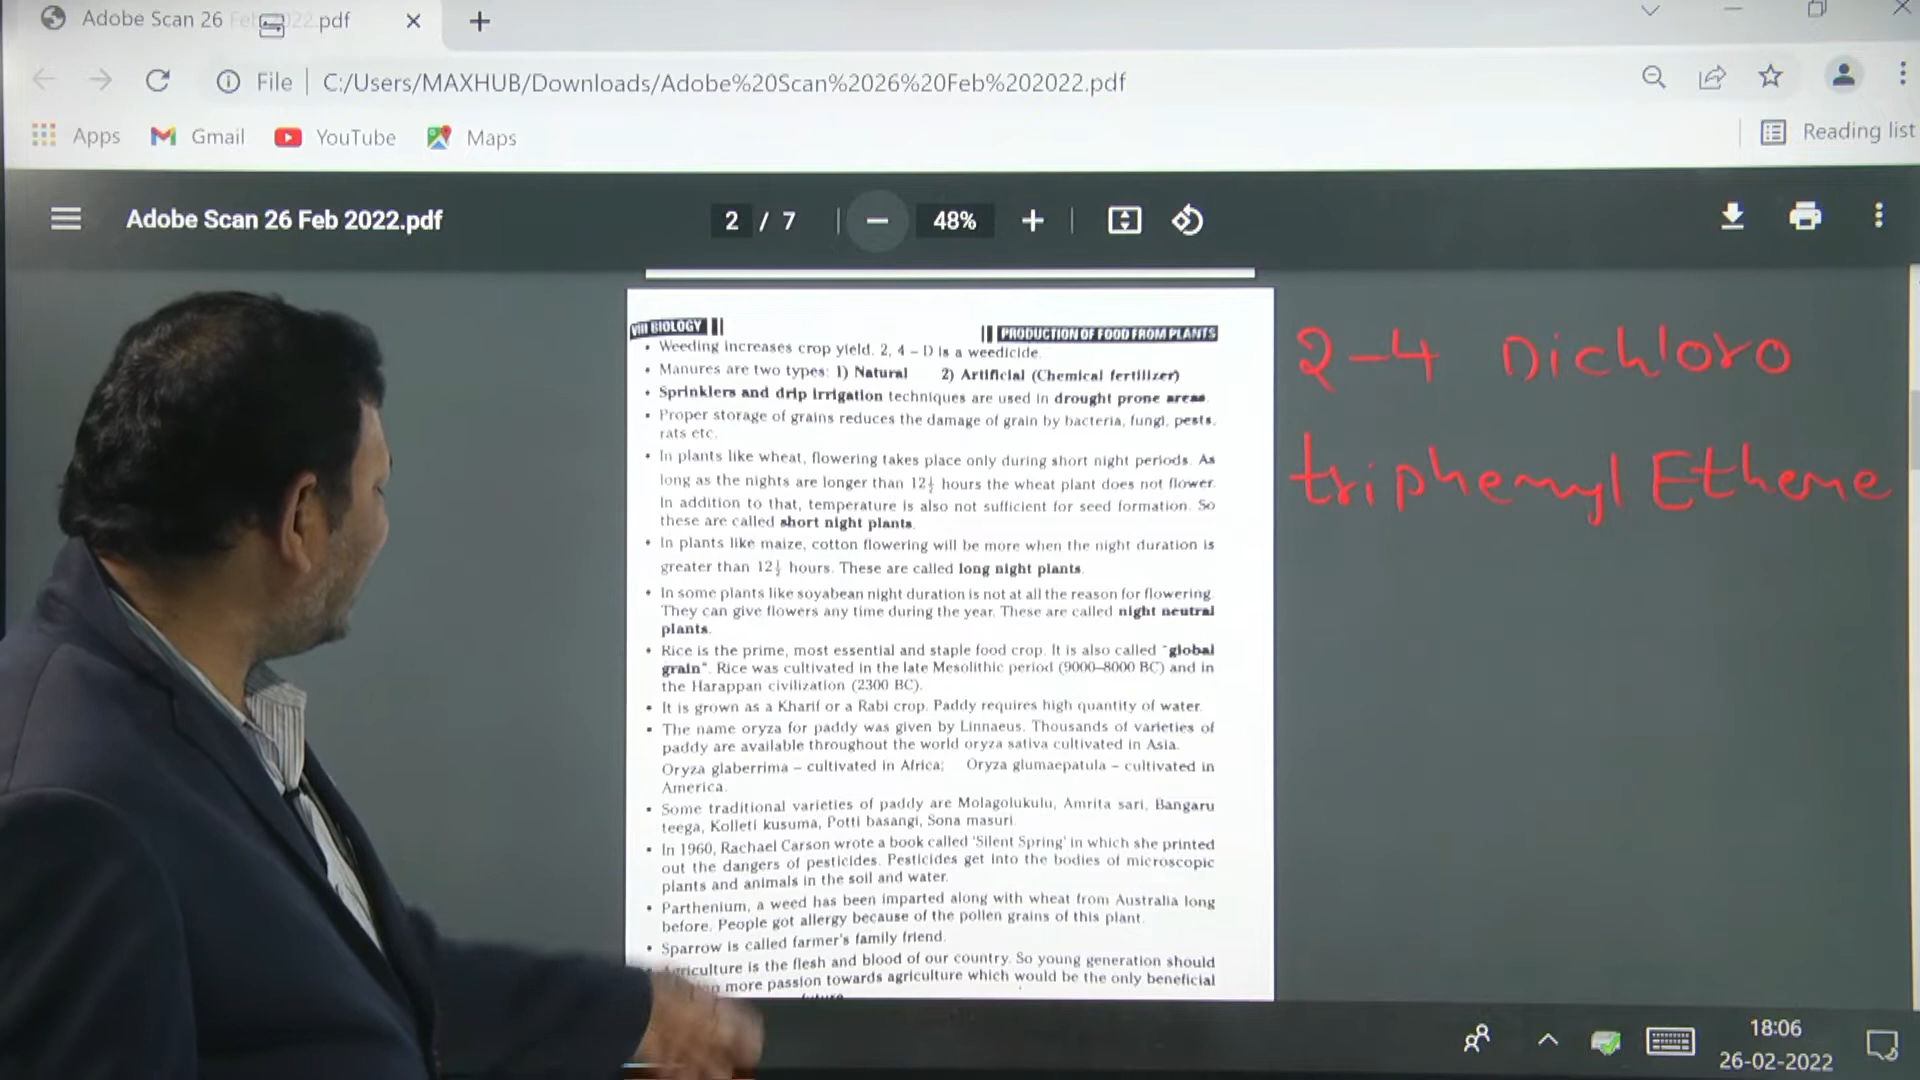 Adobe Scan 26 Feb 2022.pdf
File C:/Users/MAXHUB/Downloads/Adobe%20Scan%2026%20Feb%202022.pdf
Apps Gmail YouTube Maps Reading list
Adobe Scan 26 Feb 2022.pdf 2 / 7 48%
VIII BIOLOGY PRODUCTION OF FOOD FROM PLANTS
• Weeding increases crop yield. 2, 4 – D is a weedicide.
• Manures are two types: 1) Natural 2) Artificial (Chemical fertilizer)
• Sprinklers and drip irrigation techniques are used in drought prone areas.
• Proper storage of grains reduces the damage of grain by bacteria, fungi, pests,
rats etc.
• In plants like wheat, flowering takes place only during short night periods. As
long as the nights are longer than 12½ hours the wheat plant does not flower.
In addition to that, temperature is also not sufficient for seed formation. So
these are called short night plants.
• In plants like maize, cotton flowering will be more when the night duration is
greater than 12½ hours. These are called long night plants.
• In some plants like soyabean night duration is not at all the reason for flowering.
They can give flowers any time during the year. These are called night neutral
plants.
• Rice is the prime, most essential and staple food crop. It is also called "global
grain". Rice was cultivated in the late Mesolithic period (9000–8000 BC) and in
the Harappan civilization (2300 BC).
• It is grown as a Kharif or a Rabi crop. Paddy requires high quantity of water.
• The name oryza for paddy was given by Linnaeus. Thousands of varieties of
paddy are available throughout the world oryza sativa cultivated in Asia.
Oryza glaberrima – cultivated in Africa; Oryza glumaepatula – cultivated in
America.
• Some traditional varieties of paddy are Molagolukulu, Amrita sari, Bangaru
teega, Kolleti kusuma, Potti basangi, Sona masuri.
• In 1960, Rachael Carson wrote a book called 'Silent Spring' in which she printed
out the dangers of pesticides. Pesticides get into the bodies of microscopic
plants and animals in the soil and water.
• Parthenium, a weed has been imparted along with wheat from Australia long
before. People got allergy because of the pollen grains of this plant.
• Sparrow is called farmer's family friend.
• Agriculture is the flesh and blood of our country. So young generation should
more passion towards agriculture which would be the only beneficial
2-4 Dichloro
triphenyl Ethene
18:06
26-02-2022